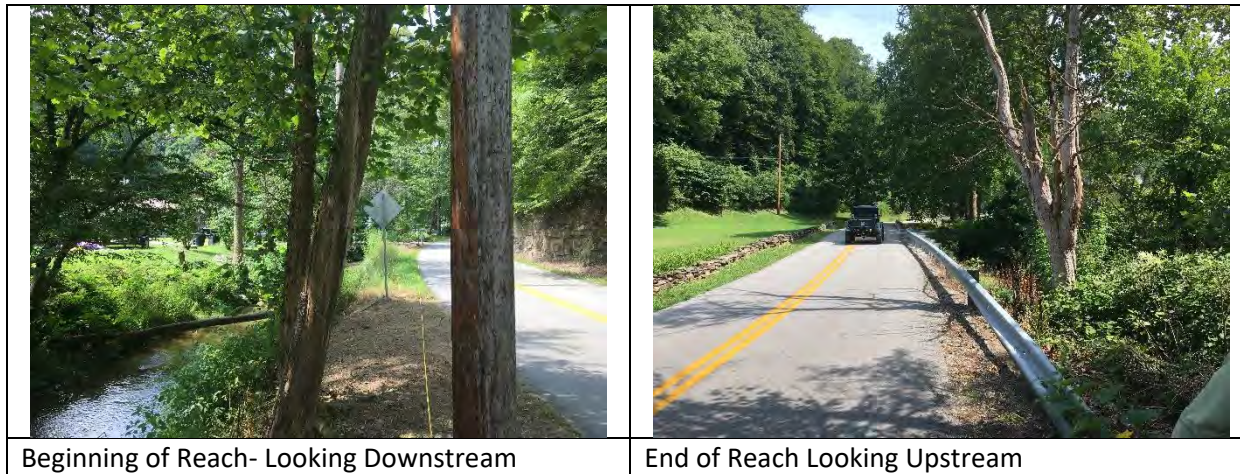 Beginning of Reach- Looking Downstream
End of Reach Looking Upstream